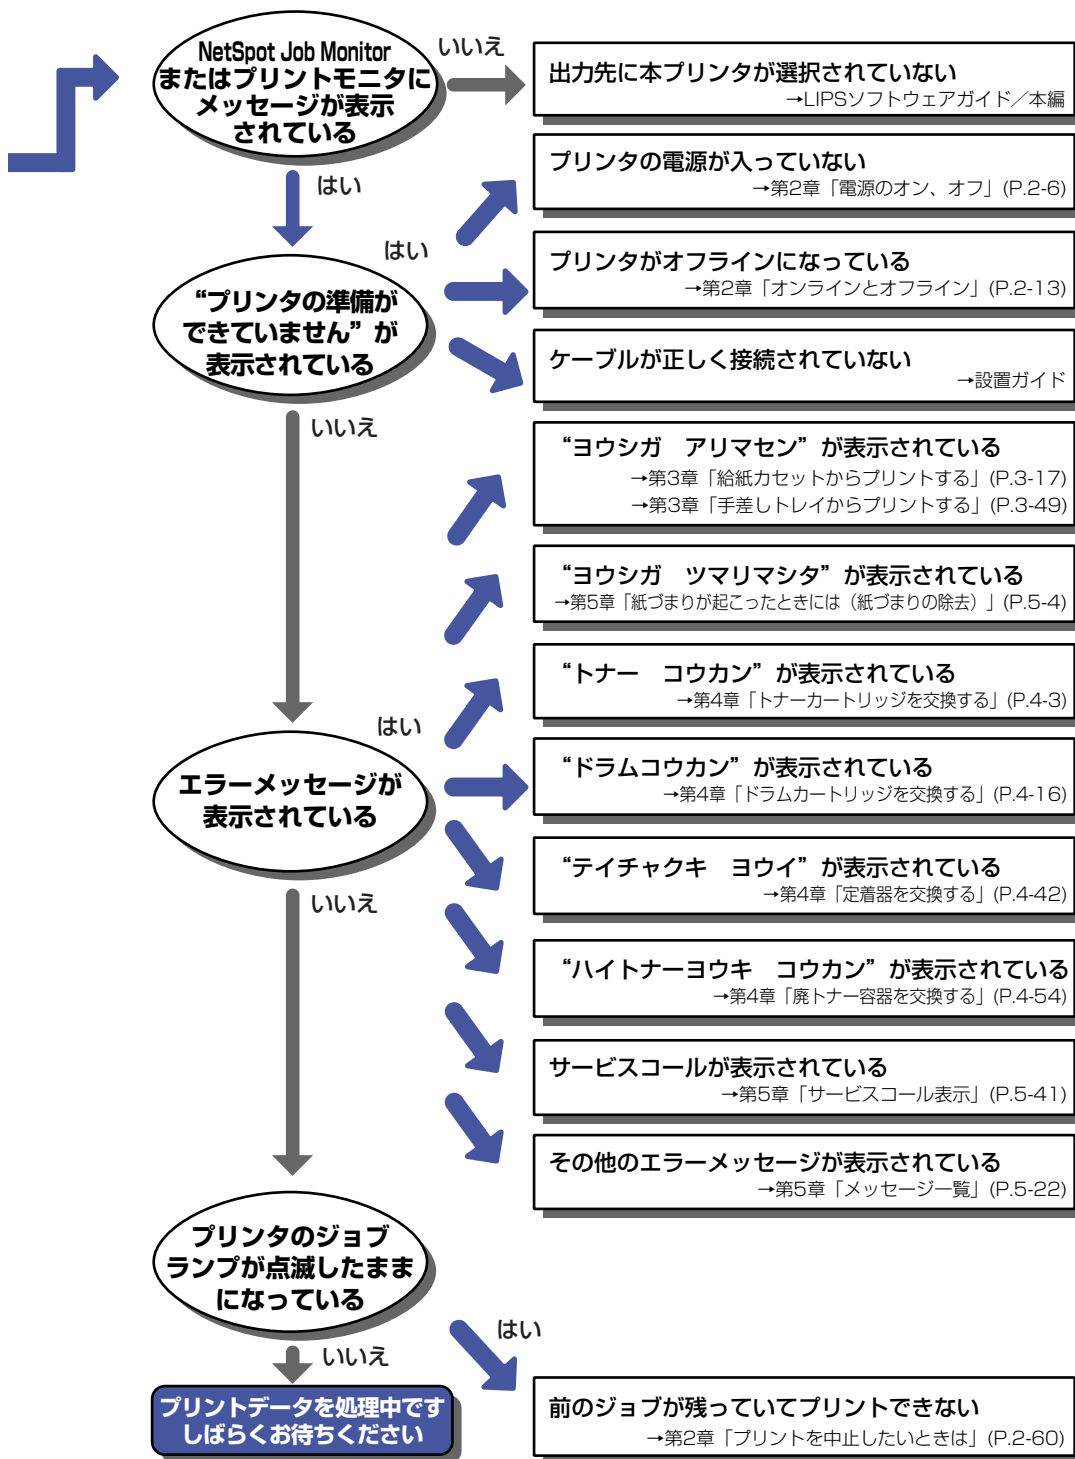 NetSpot Job Monitor
またはプリントモニタに
メッセージが表示
されている
いいえ
出力先に本プリンタが選択されていない
→LIPSソフトウェアガイド／本編
はい
プリンタの電源が入っていない
→第2章「電源のオン、オフ」(P.2-6)
はい
“プリンタの準備が
できていません”が
表示されている
プリンタがオフラインになっている
→第2章「オンラインとオフライン」(P.2-13)
ケーブルが正しく接続されていない
→設置ガイド
いいえ
“ヨウシガ　アリマセン”が表示されている
→第3章「給紙カセットからプリントする」(P.3-17)
→第3章「手差しトレイからプリントする」(P.3-49)
“ヨウシガ　ツマリマシタ”が表示されている
→第5章「紙づまりが起こったときには（紙づまりの除去）」(P.5-4)
“トナー　コウカン”が表示されている
→第4章「トナーカートリッジを交換する」(P.4-3)
はい
エラーメッセージが
表示されている
“ドラムコウカン”が表示されている
→第4章「ドラムカートリッジを交換する」(P.4-16)
“テイチャクキ　ヨウイ”が表示されている
→第4章「定着器を交換する」(P.4-42)
いいえ
“ハイトナーヨウキ　コウカン”が表示されている
→第4章「廃トナー容器を交換する」(P.4-54)
サービスコールが表示されている
→第5章「サービスコール表示」(P.5-41)
その他のエラーメッセージが表示されている
→第5章「メッセージ一覧」(P.5-22)
プリンタのジョブ
ランプが点滅したまま
になっている
はい
いいえ
プリントデータを処理中です
しばらくお待ちください
前のジョブが残っていてプリントできない
→第2章「プリントを中止したいときは」(P.2-60)